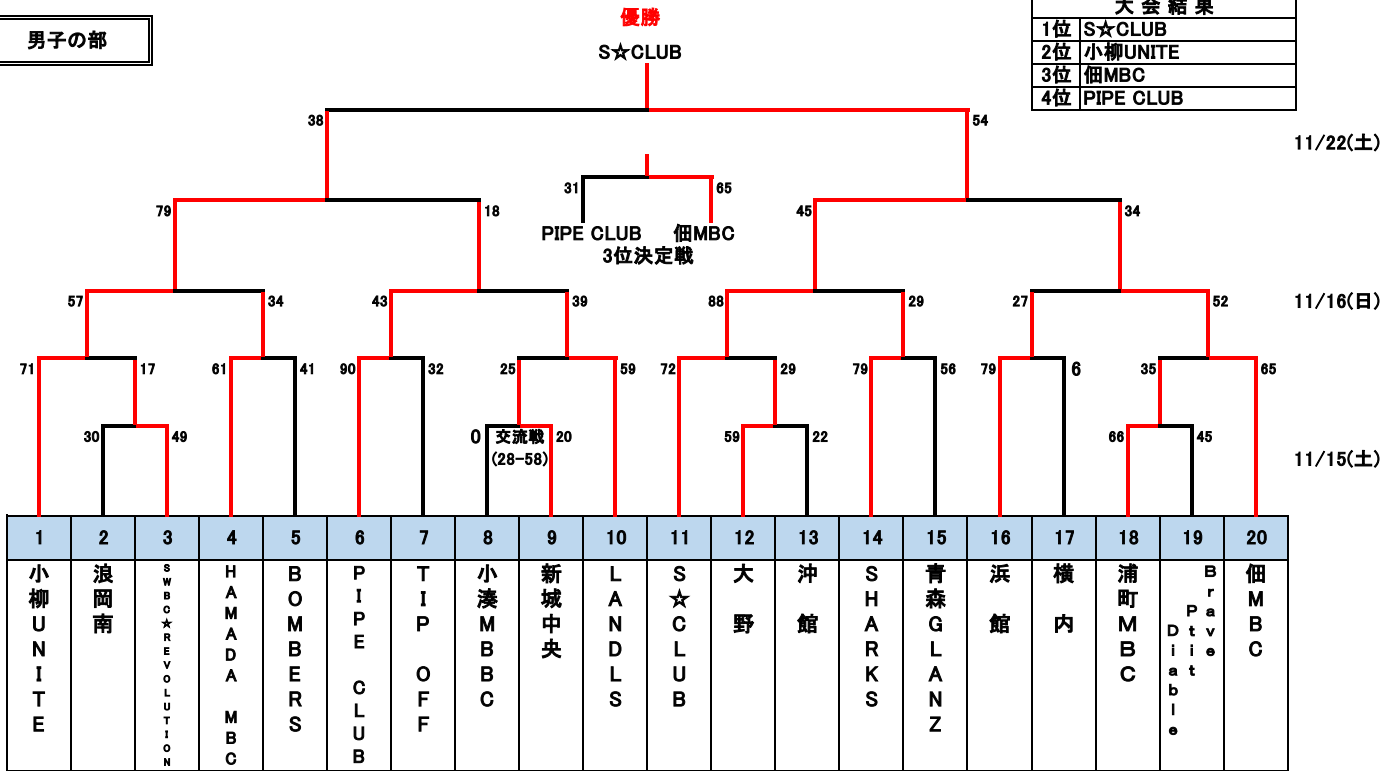 優勝
S☆CLUB
男子の部
大会結果
1位 S☆CLUB
2位 小柳UNITE
3位 佃MBC
4位 PIPE CLUB
38 54
11/22(土)
31 65
79 18 45 34
PIPE CLUB 佃MBC
3位決定戦
57 34 43 39 88 29 27 52
11/16(日)
71 17 61 41 90 32 25 59 72 29 79 56 79 6 35 65
30 49 0 交流戦 20 59 22 66 45
(28-58)
11/15(土)
1 2 3 4 5 6 7 8 9 10 11 12 13 14 15 16 17 18 19 20
小柳UNITE
浪岡南
SWBC★REVOLUTION
HAMADA MBC
BOMBERS
PIPE CLUB
TIP OFF
小湊MBBC
新城中央
LANDLS
S☆CLUB
大野
沖館
SHARKS
青森GLANZ
浜館
横内
浦町MBC
Brave
Ptit
Diable
佃MBC